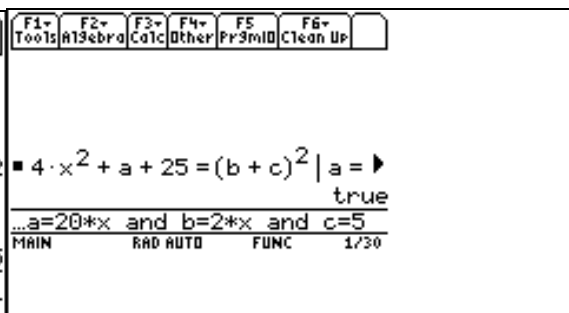 F1▾ F2▾ F3▾ F4▾ F5 F6▾
Tools Algebra Calc Other PrgmIO Clean Up
▪ 4·x² + a + 25 = (b + c)² | a = ▶
true
…a=20*x and b=2*x and c=5
MAIN RAD AUTO FUNC 1/30